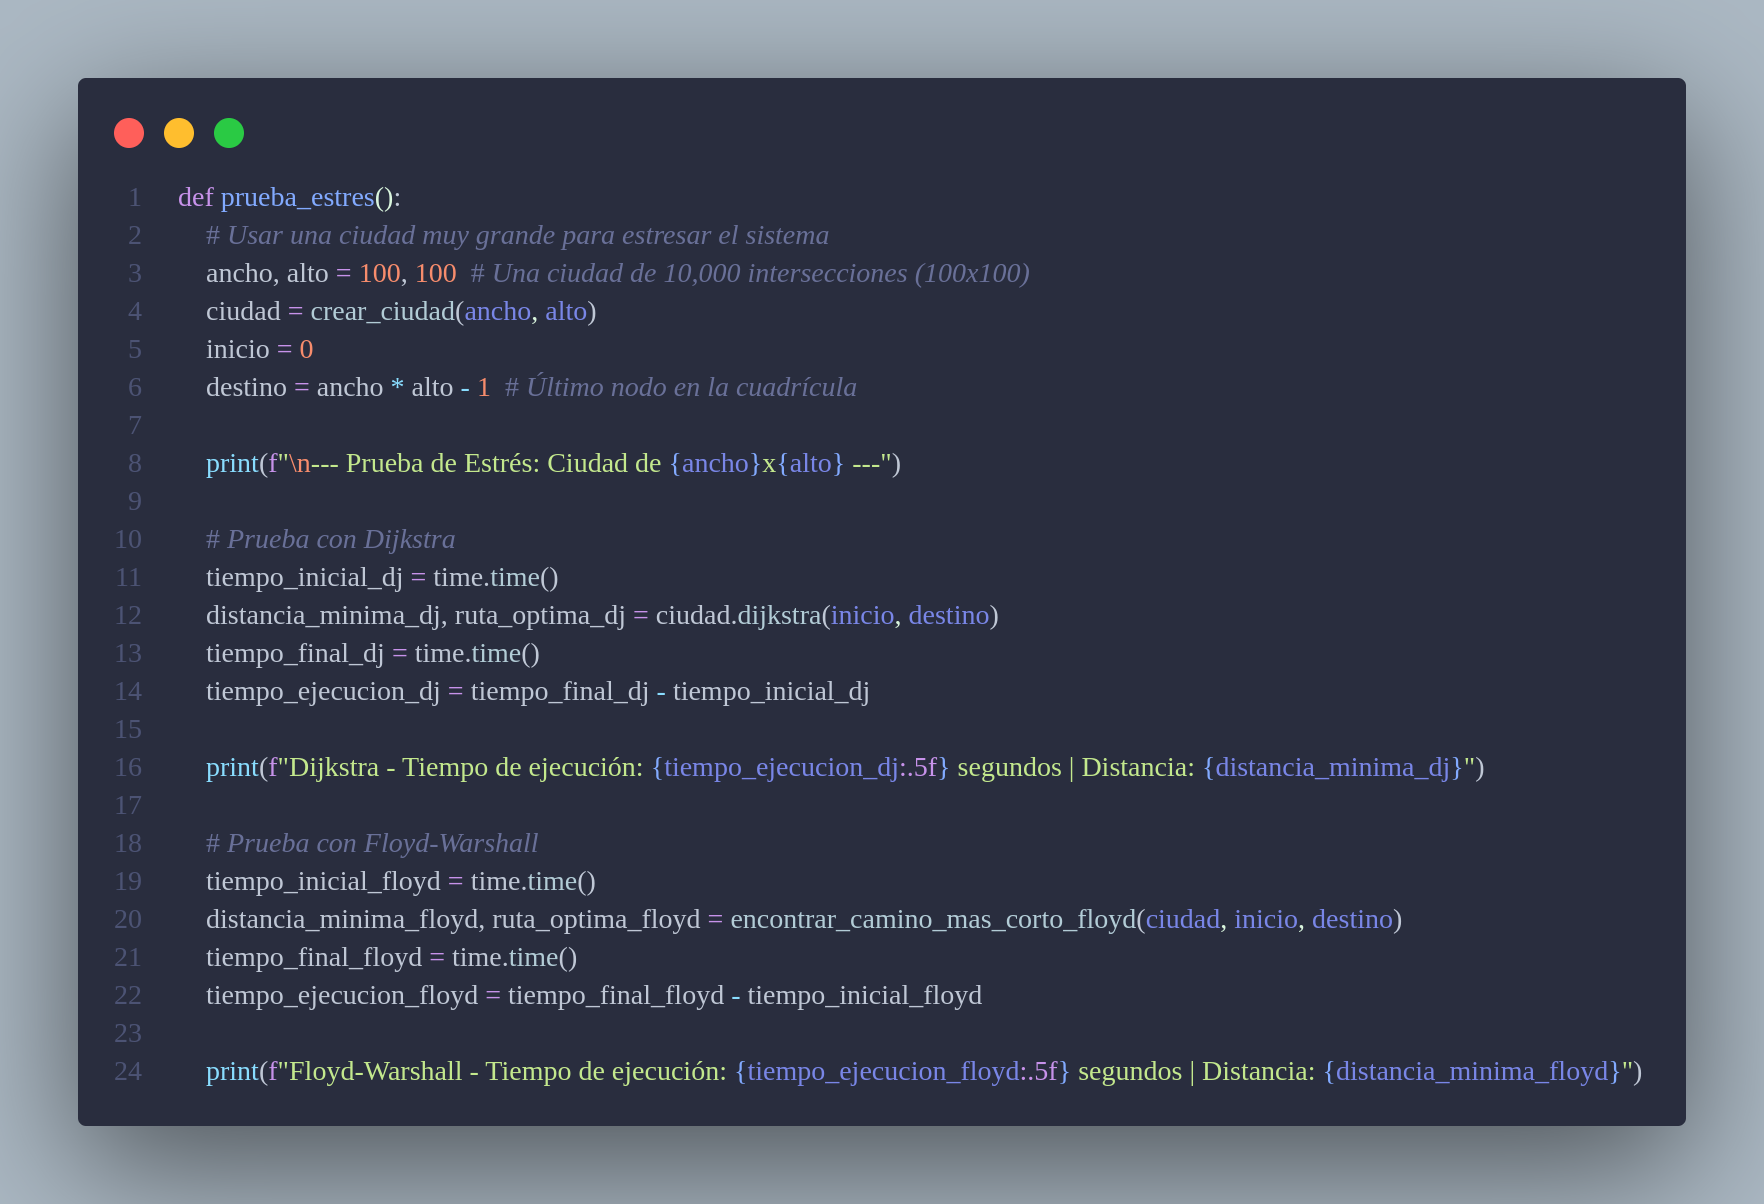 1 def prueba_estres():
2 # Usar una ciudad muy grande para estresar el sistema
3 ancho, alto = 100, 100  # Una ciudad de 10,000 intersecciones (100x100)
4 ciudad = crear_ciudad(ancho, alto)
5 inicio = 0
6 destino = ancho * alto - 1  # Último nodo en la cuadrícula
7
8 print(f"\n--- Prueba de Estrés: Ciudad de {ancho}x{alto} ---")
9
10 # Prueba con Dijkstra
11 tiempo_inicial_dj = time.time()
12 distancia_minima_dj, ruta_optima_dj = ciudad.dijkstra(inicio, destino)
13 tiempo_final_dj = time.time()
14 tiempo_ejecucion_dj = tiempo_final_dj - tiempo_inicial_dj
15
16 print(f"Dijkstra - Tiempo de ejecución: {tiempo_ejecucion_dj:.5f} segundos | Distancia: {distancia_minima_dj}")
17
18 # Prueba con Floyd-Warshall
19 tiempo_inicial_floyd = time.time()
20 distancia_minima_floyd, ruta_optima_floyd = encontrar_camino_mas_corto_floyd(ciudad, inicio, destino)
21 tiempo_final_floyd = time.time()
22 tiempo_ejecucion_floyd = tiempo_final_floyd - tiempo_inicial_floyd
23
24 print(f"Floyd-Warshall - Tiempo de ejecución: {tiempo_ejecucion_floyd:.5f} segundos | Distancia: {distancia_minima_floyd}")